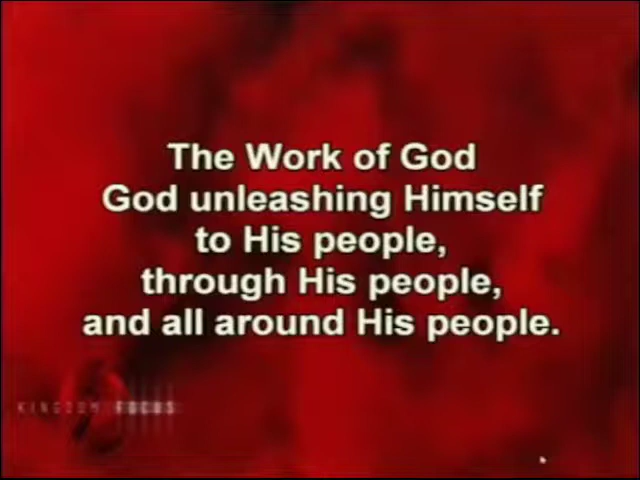 The Work of God
God unleashing Himself
to His people,
through His people,
and all around His people.
KINGDOM FOCUS